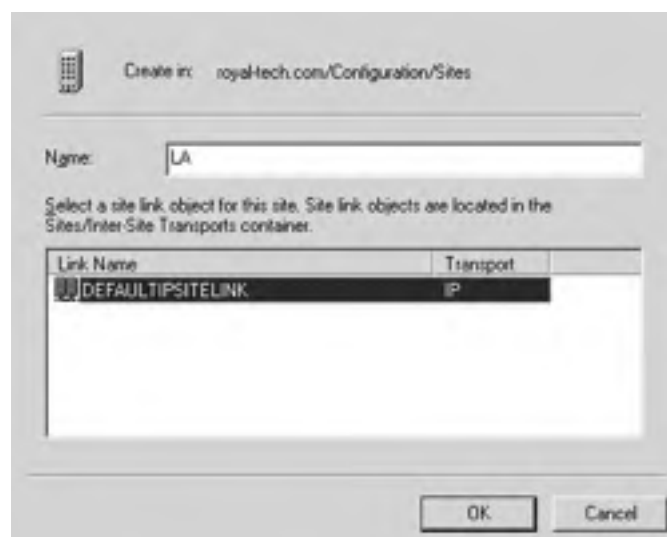 Create in: royal-tech.com/Configuration/Sites
Name: LA
Select a site link object for this site. Site link objects are located in the
Sites/Inter-Site Transports container.
Link Name Transport
DEFAULTIPSITELINK IP
OK Cancel